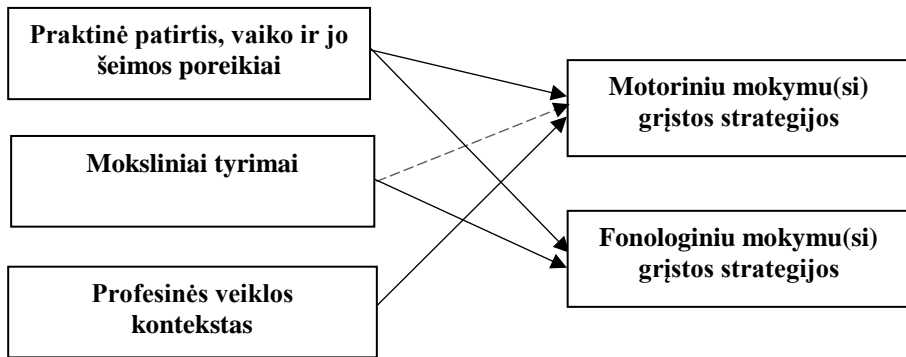 Praktinė patirtis, vaiko ir jo
šeimos poreikiai
Moksliniai tyrimai
Profesinės veiklos
kontekstas
Motoriniu mokymu(si)
grįstos strategijos
Fonologiniu mokymu(si)
grįstos strategijos